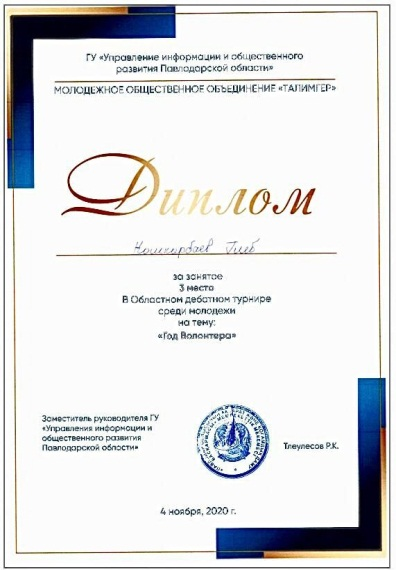 ГУ «Управление информации и общественного
развития Павлодарской области»
МОЛОДЕЖНОЕ ОБЩЕСТВЕННОЕ ОБЪЕДИНЕНИЕ «ТАЛИМГЕР»
Диплом
Кошкурбаев Глеб
за занятое
3 место
В Областном дебатном турнире
среди молодежи
на тему:
«Год Волонтера»
Заместитель руководителя ГУ
«Управления информации и
общественного развития
Павлодарской области»
Тлеулесов Р.К.
4 ноября, 2020 г.